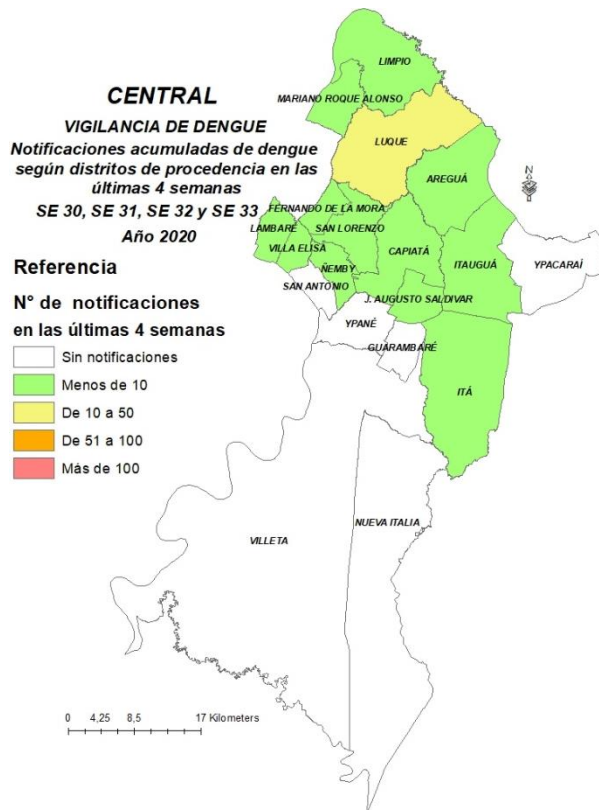 CENTRAL
VIGILANCIA DE DENGUE
Notificaciones acumuladas de dengue
según distritos de procedencia en las
últimas 4 semanas
SE 30, SE 31, SE 32 y SE 33
Año 2020
Referencia
N° de notificaciones
en las últimas 4 semanas
Sin notificaciones
Menos de 10
De 10 a 50
De 51 a 100
Más de 100
LIMPIO
MARIANO ROQUE ALONSO
LUQUE
AREGUÁ
N
FERNANDO DE LA MORA
LAMBARÉ
SAN LORENZO
VILLA ELISA
CAPIATÁ
ITAUGUÁ
YPACARAÍ
ÑEMBY
SAN ANTONIO
J. AUGUSTO SALDIVAR
YPANÉ
GUARAMBARÉ
ITÁ
VILLETA
NUEVA ITALIA
0 4,25 8,5 17 Kilometers